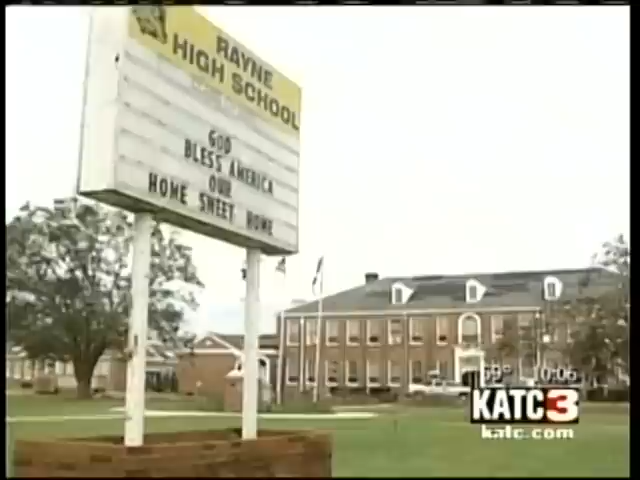 RAYNE
HIGH SCHOOL
GOD
BLESS AMERICA
OUR
HOME SWEET HOME
10:06
KATC3
katc.com